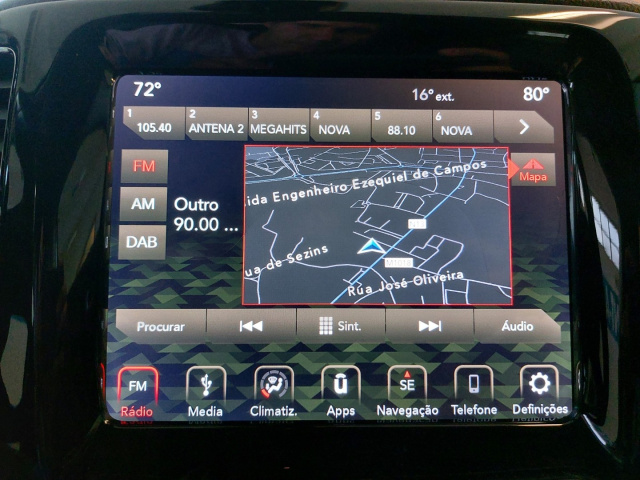 72° 16° ext. 80°
1 105.40 2 ANTENA 2 3 MEGAHITS 4 NOVA 5 88.10 6 NOVA
FM
AM
DAB
Outro
90.00 ...
ida Engenheiro Ezequiel de Campos
ua de Sezins
Rua José Oliveira
Mapa
Procurar Sint. Áudio
FM SE
Rádio Media Climatiz. Apps Navegação Telefone Definições